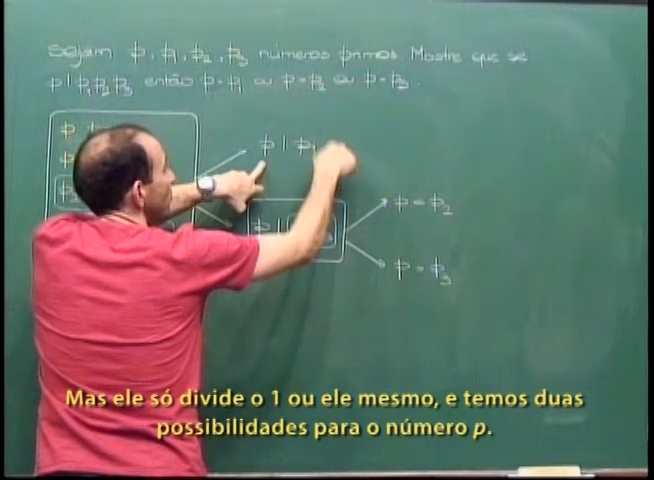 Sejam p, p₁, p₂, p₃ números primos. Mostre que se
p | p₁p₂p₃ então p = p₁ ou p = p₂ ou p = p₃.
p | p₁
p = p₂
p |
p = p₃
Mas ele só divide o 1 ou ele mesmo, e temos duas
possibilidades para o número p.